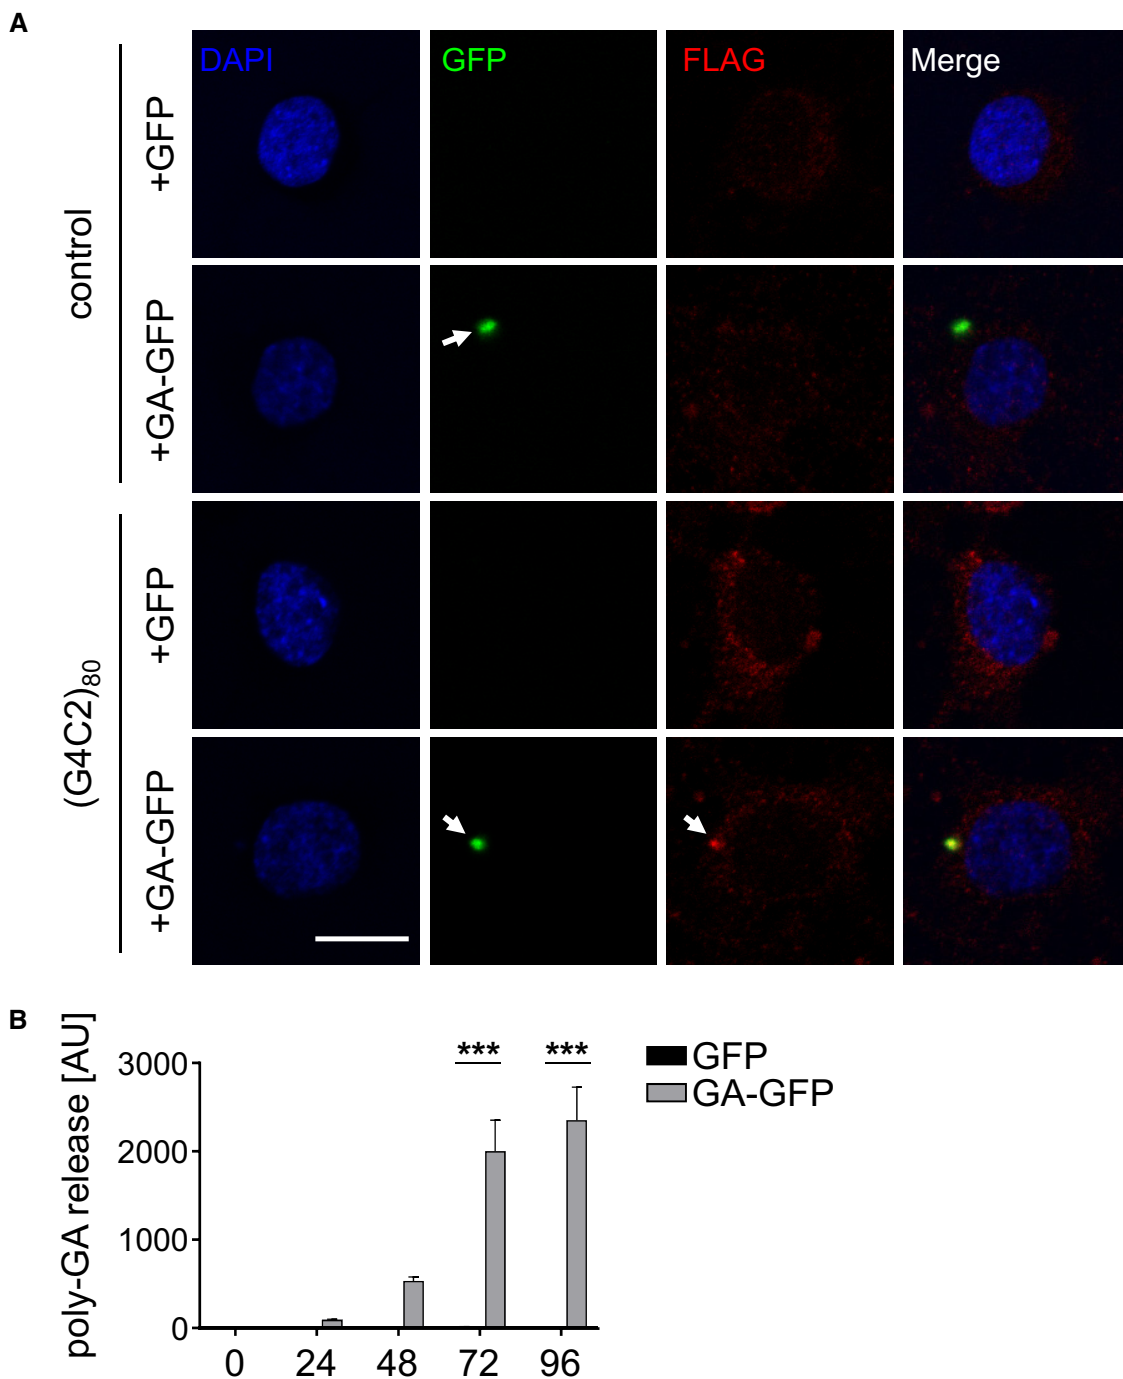 A
DAPI GFP FLAG Merge
control
+GFP
+GA-GFP
(G4C2)80
+GFP
+GA-GFP
B
poly-GA release [AU]
3000
2000
1000
0
*** ***
GFP
GA-GFP
0 24 48 72 96